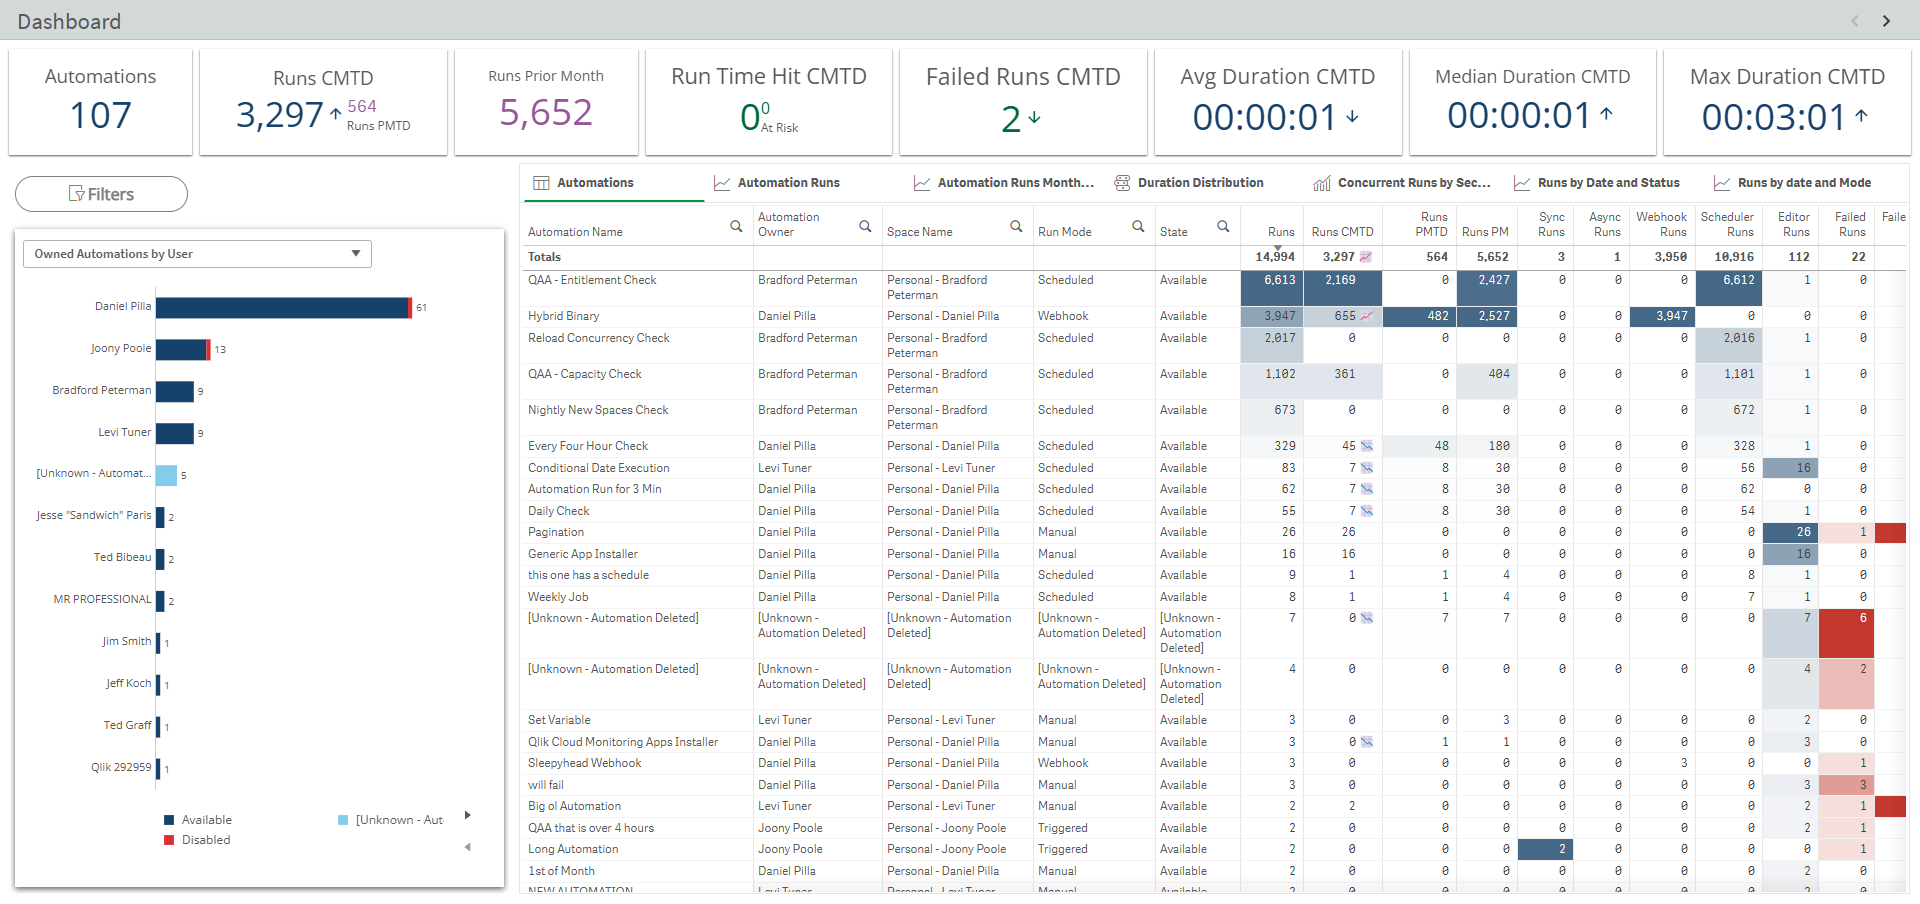 Dashboard
Automations
107
Runs CMTD
3,297
564
Runs PMTD
Runs Prior Month
5,652
Run Time Hit CMTD
0
0
At Risk
Failed Runs CMTD
2
Avg Duration CMTD
00:00:01
Median Duration CMTD
00:00:01
Max Duration CMTD
00:03:01
Filters
Owned Automations by User
Daniel Pilla 61
Joony Poole 13
Bradford Peterman 9
Levi Tuner 9
[Unknown - Automat... 5
Jesse "Sandwich" Paris 2
Ted Bibeau 2
MR PROFESSIONAL 2
Jim Smith 1
Jeff Koch 1
Ted Graff 1
Qlik 292959 1
Available
[Unknown - Aut
Disabled
Automations
Automation Runs
Automation Runs Month...
Duration Distribution
Concurrent Runs by Sec...
Runs by Date and Status
Runs by date and Mode
Automation Name
Automation Owner
Space Name
Run Mode
State
Runs
Runs CMTD
Runs PMTD
Runs PM
Sync Runs
Async Runs
Webhook Runs
Scheduler Runs
Editor Runs
Failed Runs
Faile
Totals 14,994 3,297 564 5,652 3 1 3,950 10,916 112 22
QAA - Entitlement Check Bradford Peterman Personal - Bradford Peterman Scheduled Available 6,613 2,169 0 2,427 0 0 0 6,612 1 0
Hybrid Binary Daniel Pilla Personal - Daniel Pilla Webhook Available 3,947 655 482 2,527 0 0 3,947 0 0 0
Reload Concurrency Check Bradford Peterman Personal - Bradford Peterman Scheduled Available 2,017 0 0 0 0 0 0 2,016 1 0
QAA - Capacity Check Bradford Peterman Personal - Bradford Peterman Scheduled Available 1,102 361 0 404 0 0 0 1,101 1 0
Nightly New Spaces Check Bradford Peterman Personal - Bradford Peterman Scheduled Available 673 0 0 0 0 0 0 672 1 0
Every Four Hour Check Daniel Pilla Personal - Daniel Pilla Scheduled Available 329 45 48 180 0 0 0 328 1 0
Conditional Date Execution Levi Tuner Personal - Levi Tuner Scheduled Available 83 7 8 30 0 0 0 56 16 0
Automation Run for 3 Min Daniel Pilla Personal - Daniel Pilla Scheduled Available 62 7 8 30 0 0 0 62 0 0
Daily Check Daniel Pilla Personal - Daniel Pilla Scheduled Available 55 7 8 30 0 0 0 54 1 0
Pagination Daniel Pilla Personal - Daniel Pilla Manual Available 26 26 0 0 0 0 0 0 26 1
Generic App Installer Daniel Pilla Personal - Daniel Pilla Manual Available 16 16 0 0 0 0 0 0 16 0
this one has a schedule Daniel Pilla Personal - Daniel Pilla Scheduled Available 9 1 1 4 0 0 0 8 1 0
Weekly Job Daniel Pilla Personal - Daniel Pilla Scheduled Available 8 1 1 4 0 0 0 7 1 0
[Unknown - Automation Deleted] [Unknown - Automation Deleted] [Unknown - Automation Deleted] [Unknown - Automation Deleted] [Unknown - Automation Deleted] 7 0 7 7 0 0 0 0 7 6
[Unknown - Automation Deleted] [Unknown - Automation Deleted] [Unknown - Automation Deleted] [Unknown - Automation Deleted] [Unknown - Automation Deleted] 4 0 0 0 0 0 0 0 4 2
Set Variable Levi Tuner Personal - Levi Tuner Manual Available 3 0 0 3 0 0 0 0 2 0
Qlik Cloud Monitoring Apps Installer Daniel Pilla Personal - Daniel Pilla Manual Available 3 0 1 1 0 0 0 0 3 0
Sleepyhead Webhook Daniel Pilla Personal - Daniel Pilla Webhook Available 3 0 0 0 0 0 3 0 0 1
will fail Daniel Pilla Personal - Daniel Pilla Manual Available 3 0 0 0 0 0 0 0 3 3
Big ol Automation Levi Tuner Personal - Levi Tuner Manual Available 2 2 0 0 0 0 0 0 2 1
QAA that is over 4 hours Joony Poole Personal - Joony Poole Triggered Available 2 0 0 0 0 0 0 0 2 1
Long Automation Joony Poole Personal - Joony Poole Triggered Available 2 0 0 0 2 0 0 0 0 1
1st of Month Daniel Pilla Personal - Daniel Pilla Manual Available 2 0 0 0 0 0 0 0 2 0
NEW AUTOMATION Levi Tuner Personal - Levi Tuner Manual Available 2 0 0 0 0 0 0 0 2 0